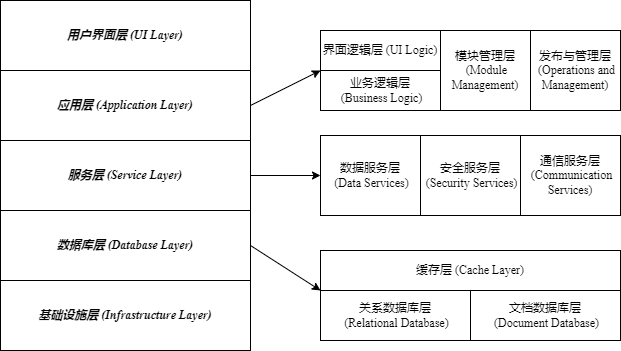 用户界面层 (UI Layer)
应用层 (Application Layer)
服务层 (Service Layer)
数据库层 (Database Layer)
基础设施层 (Infrastructure Layer)
界面逻辑层 (UI Logic)
业务逻辑层
(Business Logic)
模块管理层
(Module
Management)
发布与管理层
(Operations and
Management)
数据服务层
(Data Services)
安全服务层
(Security Services)
通信服务层
(Communication
Services)
缓存层 (Cache Layer)
关系数据库层
(Relational Database)
文档数据库层
(Document Database)